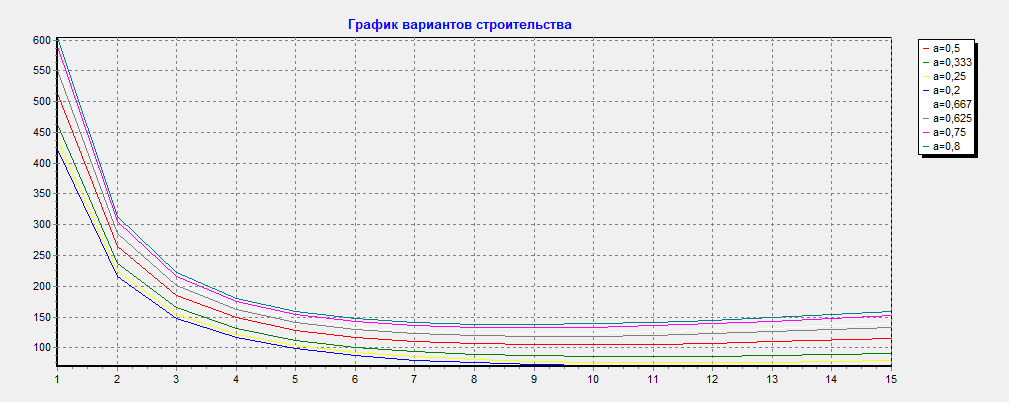 График вариантов строительства
600
550
500
450
400
350
300
250
200
150
100
1 2 3 4 5 6 7 8 9 10 11 12 13 14 15
a=0,5
a=0,333
a=0,25
a=0,2
a=0,667
a=0,625
a=0,75
a=0,8